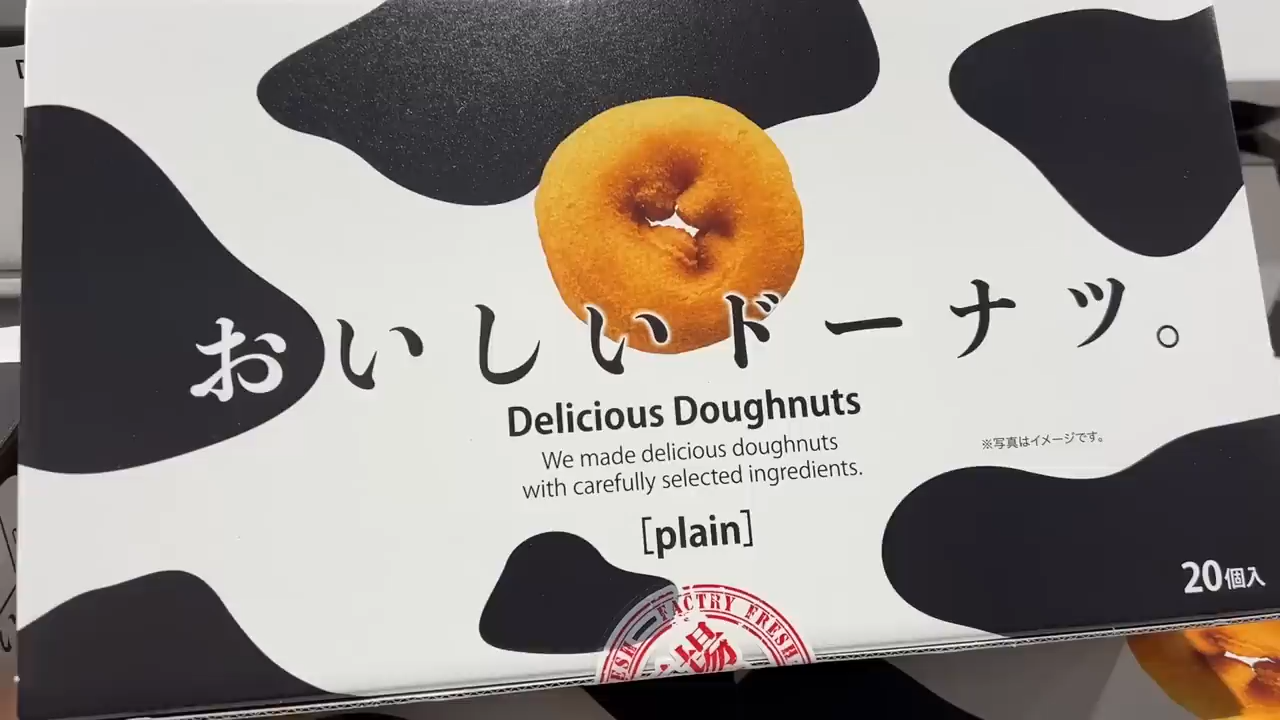 おいしいドーナツ。
Delicious Doughnuts
We made delicious doughnuts
with carefully selected ingredients.
※写真はイメージです。
[plain]
20個入
FACTRY FRESH
場